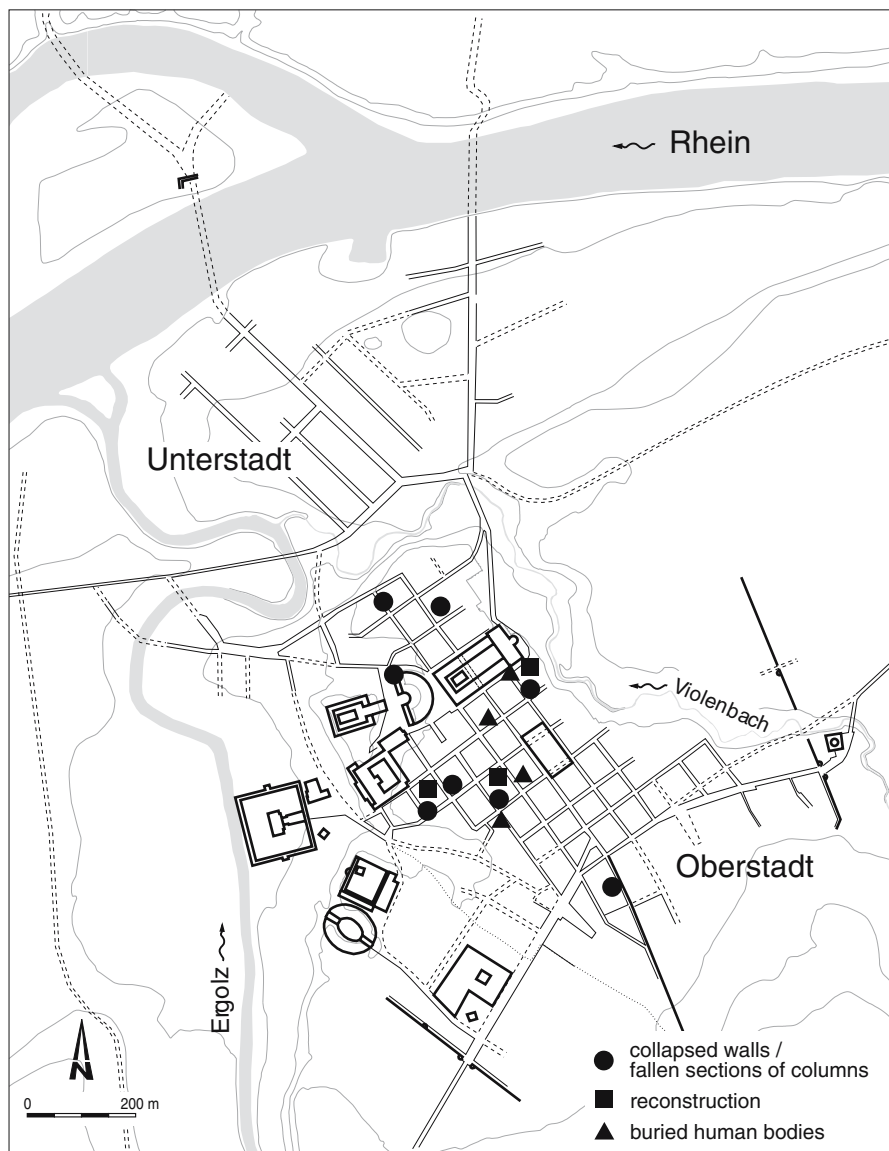 Rhein
Unterstadt
Violenbach
Oberstadt
Ergolz
N
0 200 m
collapsed walls /
fallen sections of columns
reconstruction
buried human bodies